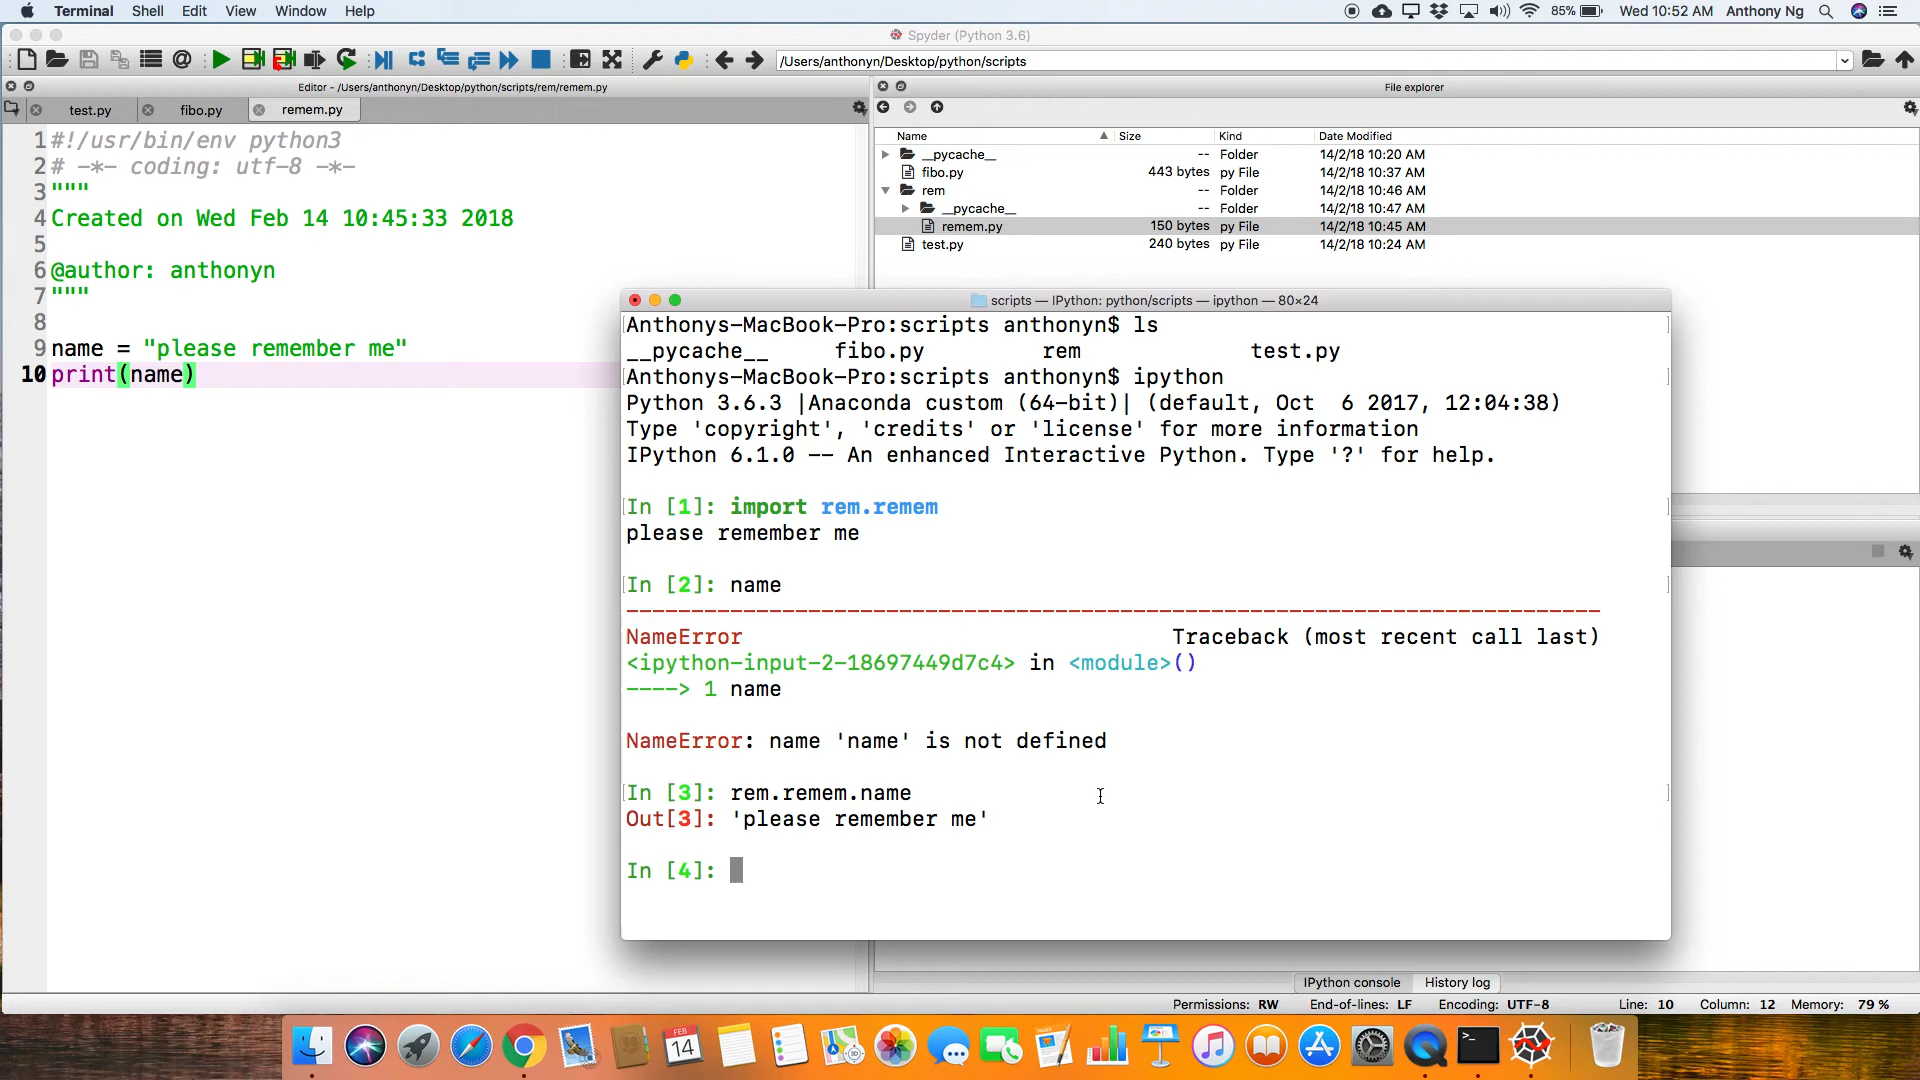 Terminal Shell Edit View Window Help 85% Wed 10:52 AM Anthony Ng
Spyder (Python 3.6)
/Users/anthonyn/Desktop/python/scripts
Editor - /Users/anthonyn/Desktop/python/scripts/rem/remem.py
File explorer
test.py fibo.py remem.py
Name Size Kind Date Modified
__pycache__ -- Folder 14/2/18 10:20 AM
fibo.py 443 bytes py File 14/2/18 10:37 AM
rem -- Folder 14/2/18 10:46 AM
__pycache__ -- Folder 14/2/18 10:47 AM
remem.py 150 bytes py File 14/2/18 10:45 AM
test.py 240 bytes py File 14/2/18 10:24 AM
1 #!/usr/bin/env python3
2 # -*- coding: utf-8 -*-
3 """
4 Created on Wed Feb 14 10:45:33 2018
5
6 @author: anthonyn
7 """
8
9 name = "please remember me"
10 print(name)
scripts — IPython: python/scripts — ipython — 80×24
Anthonys-MacBook-Pro:scripts anthonyn$ ls
__pycache__ fibo.py rem test.py
Anthonys-MacBook-Pro:scripts anthonyn$ ipython
Python 3.6.3 |Anaconda custom (64-bit)| (default, Oct  6 2017, 12:04:38)
Type 'copyright', 'credits' or 'license' for more information
IPython 6.1.0 -- An enhanced Interactive Python. Type '?' for help.
In [1]: import rem.remem
please remember me
In [2]: name
---------------------------------------------------------------------------
NameError Traceback (most recent call last)
<ipython-input-2-18697449d7c4> in <module>()
----> 1 name
NameError: name 'name' is not defined
In [3]: rem.remem.name
Out[3]: 'please remember me'
In [4]:
IPython console History log
Permissions: RW End-of-lines: LF Encoding: UTF-8 Line: 10 Column: 12 Memory: 79 %
FEB
14